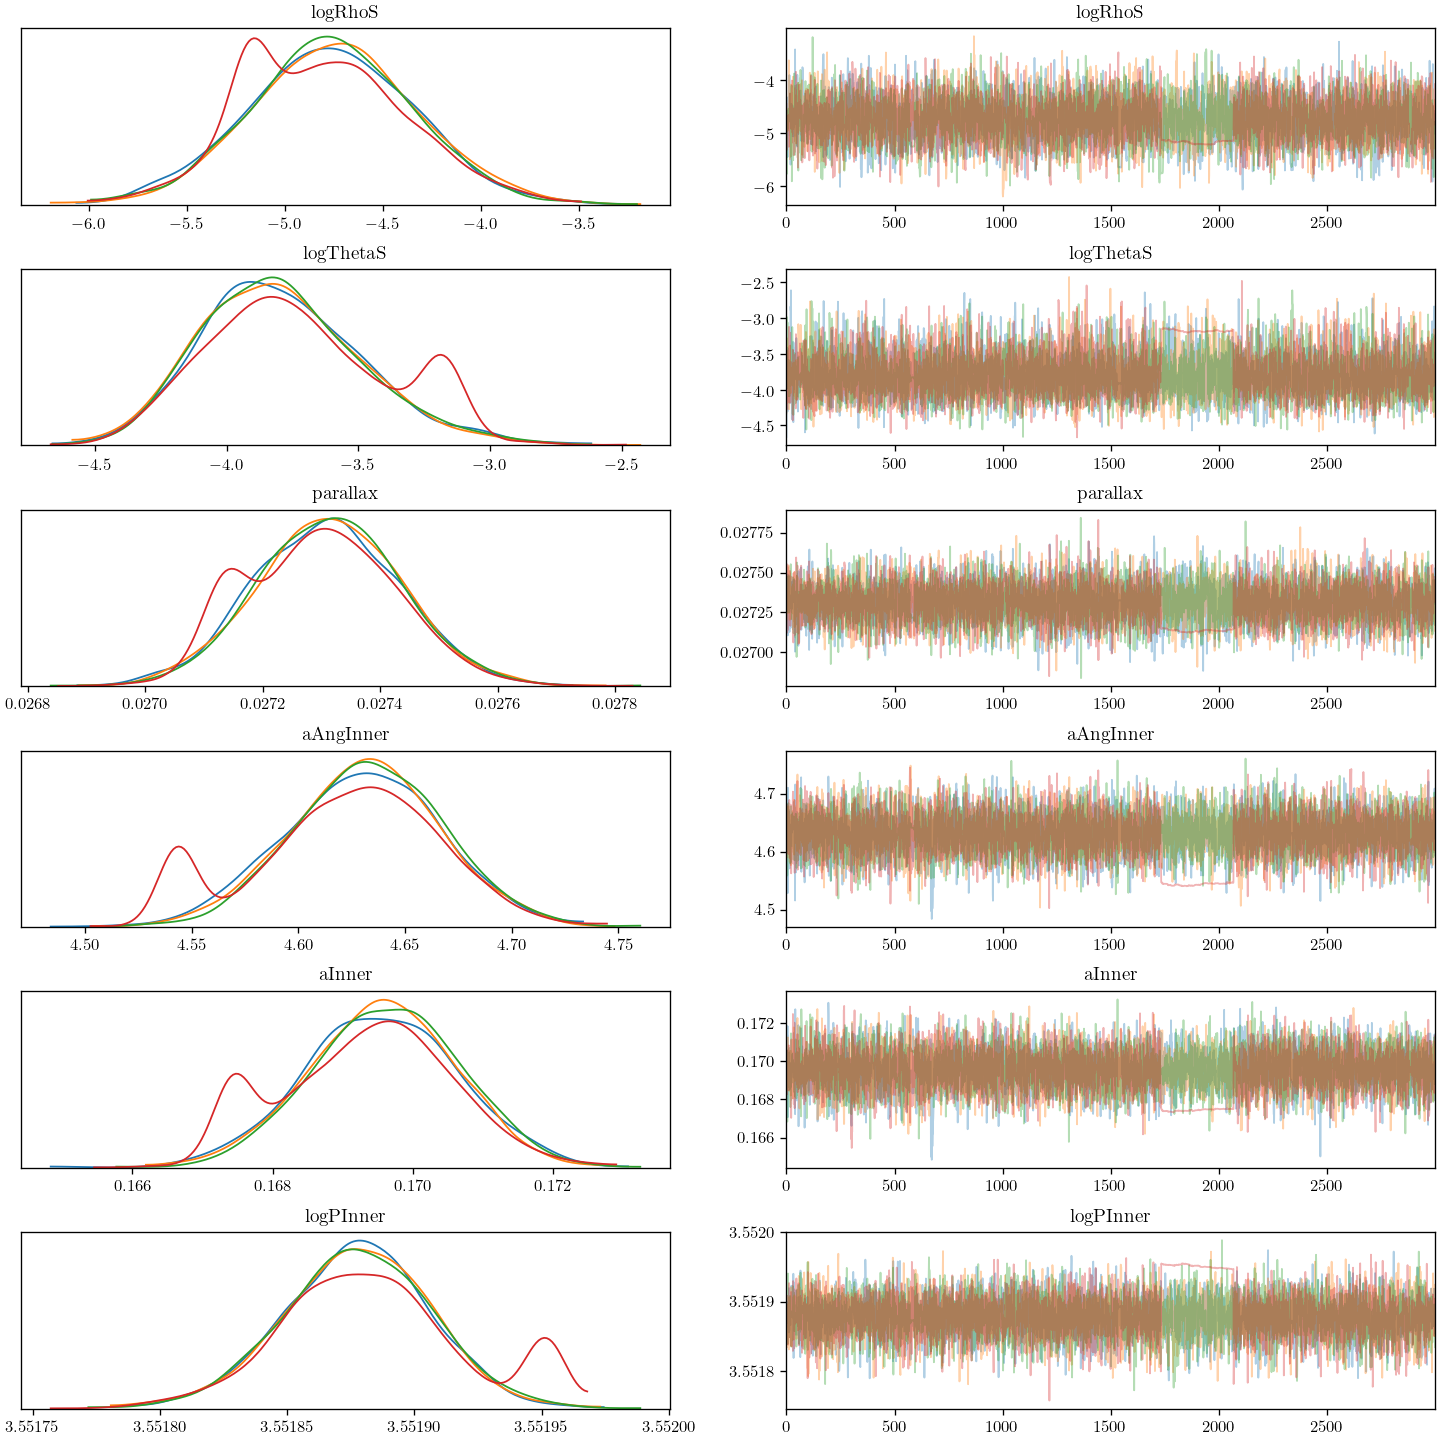 logRhoS logRhoS
−4
−5
−6
−6.0 −5.5 −5.0 −4.5 −4.0 −3.5 0 500 1000 1500 2000 2500
logThetaS logThetaS
−2.5
−3.0
−3.5
−4.0
−4.5
−4.5 −4.0 −3.5 −3.0 −2.5 0 500 1000 1500 2000 2500
parallax parallax
0.02775
0.02750
0.02725
0.02700
0.0268 0.0270 0.0272 0.0274 0.0276 0.0278 0 500 1000 1500 2000 2500
aAngInner aAngInner
4.7
4.6
4.5
4.50 4.55 4.60 4.65 4.70 4.75 0 500 1000 1500 2000 2500
aInner aInner
0.172
0.170
0.168
0.166
0.166 0.168 0.170 0.172 0 500 1000 1500 2000 2500
logPInner logPInner
3.5520
3.5519
3.5518
3.55175 3.55180 3.55185 3.55190 3.55195 3.55200 0 500 1000 1500 2000 2500